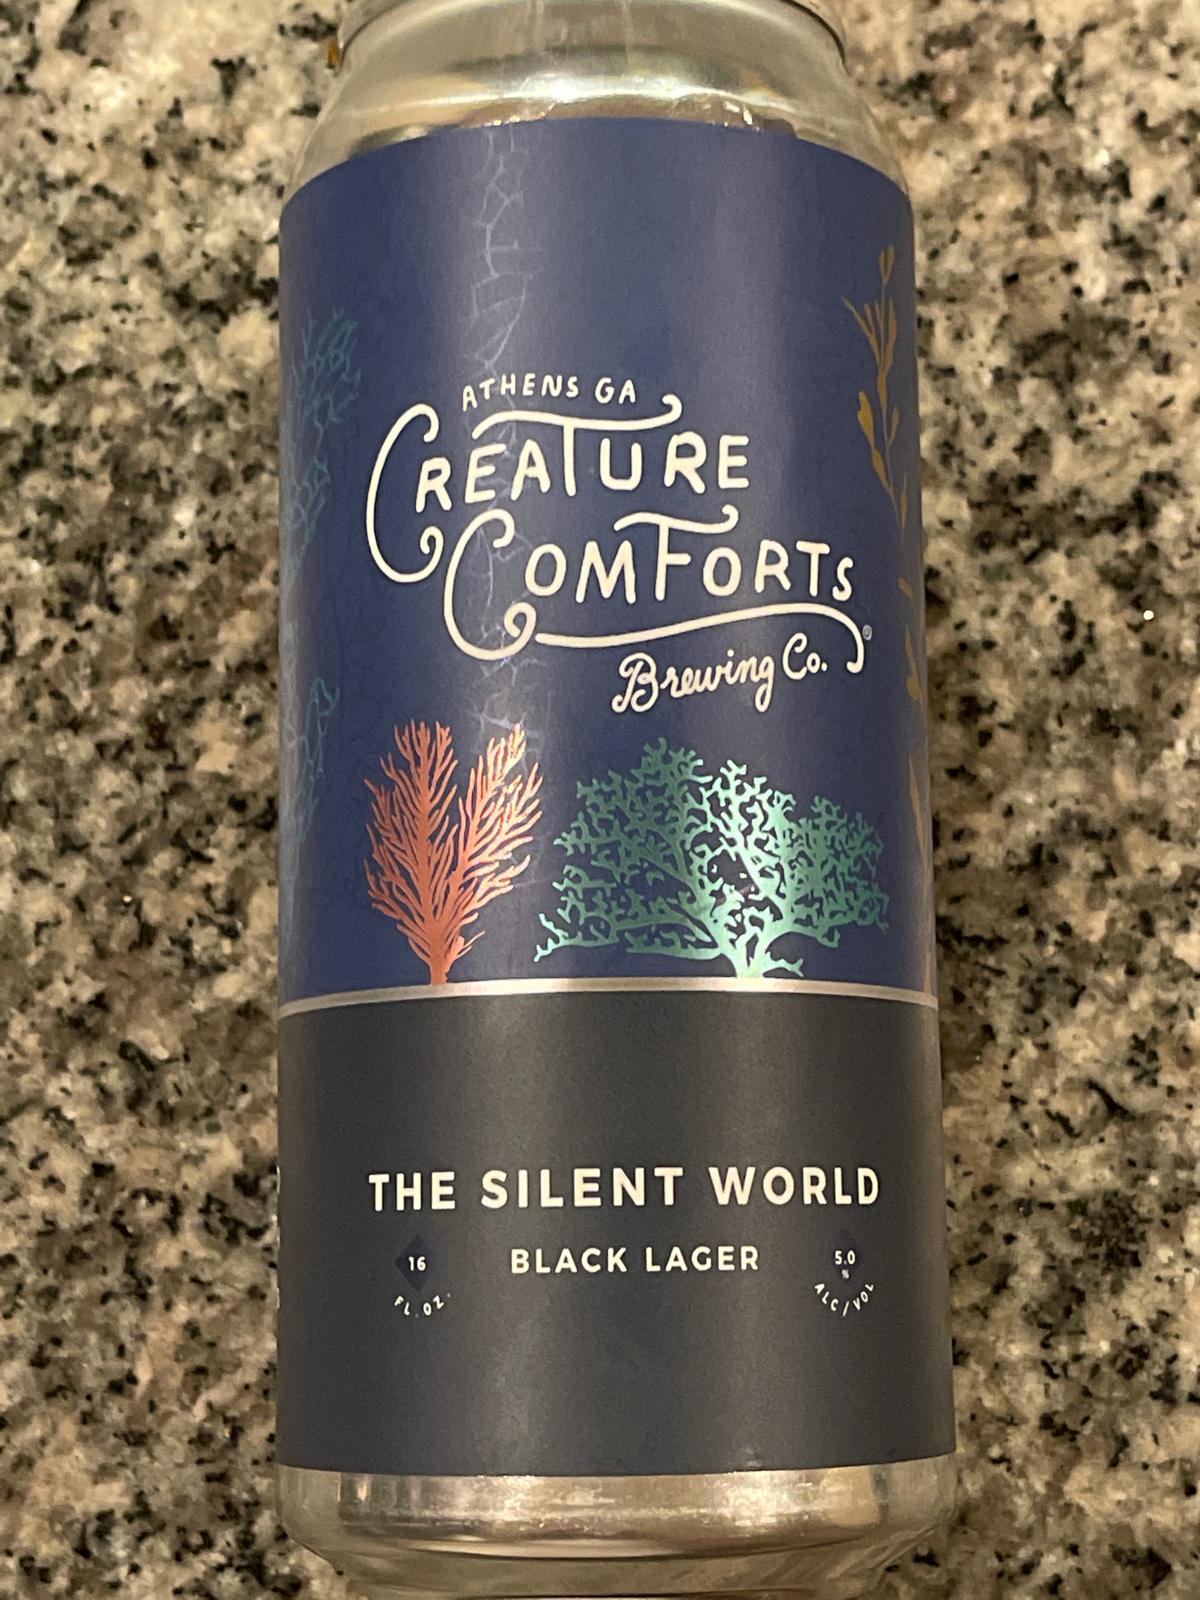 ATHENS GA
CREATURE
COMFORTS
®
Brewing Co.
THE SILENT WORLD
16
FL. OZ.
BLACK LAGER
5.0
%
ALC/VOL